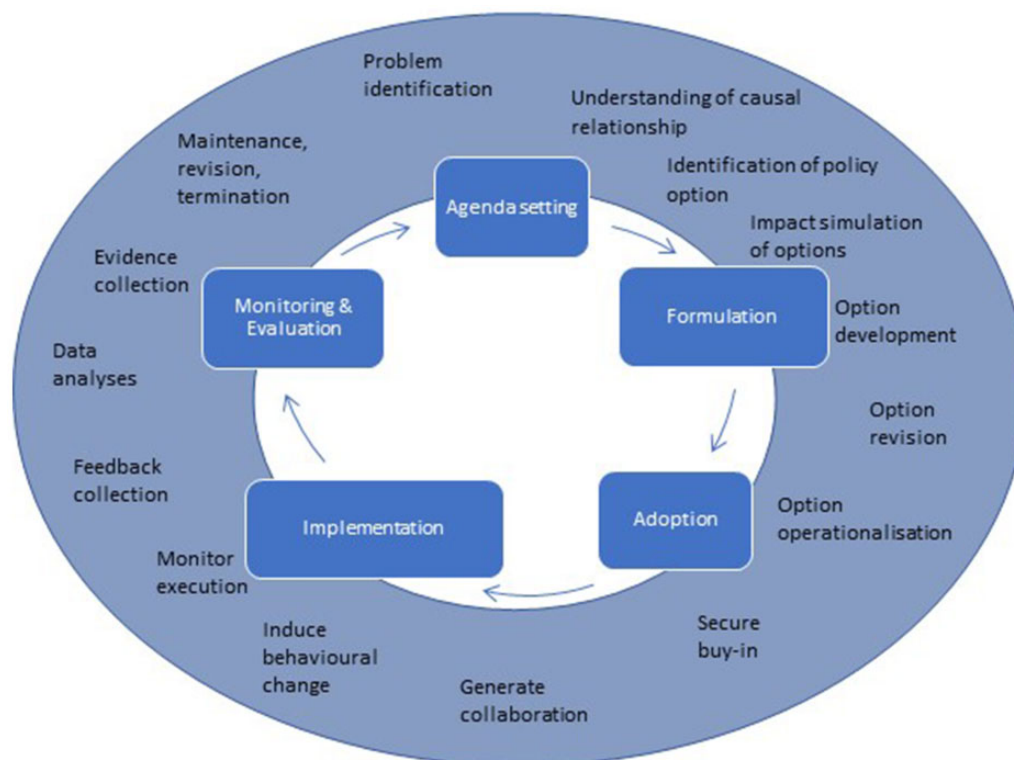 Problem
identification
Understanding of causal
relationship
Maintenance,
revision,
termination
Identification of policy
option
Agenda setting
Impact simulation
of options
Evidence
collection
Monitoring &
Evaluation
Formulation
Option
development
Data
analyses
Option
revision
Feedback
collection
Implementation
Adoption
Option
operationalisation
Monitor
execution
Induce
behavioural
change
Secure
buy-in
Generate
collaboration